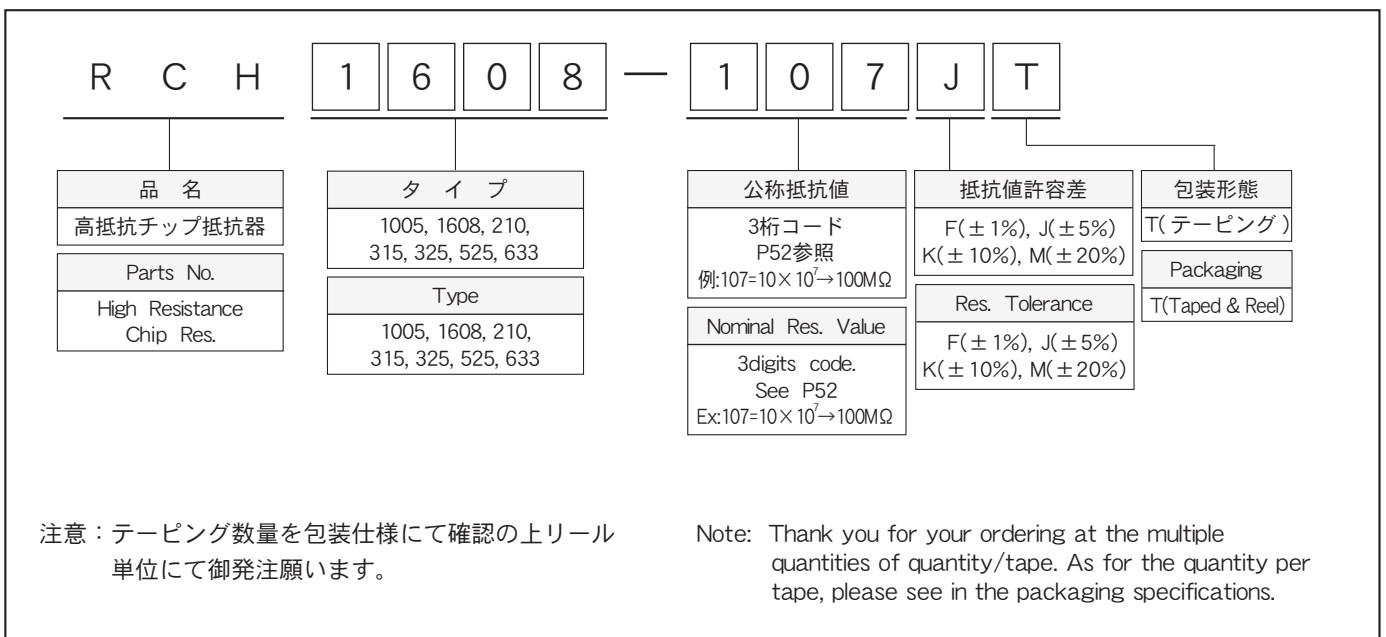 R C H 1 6 0 8 — 1 0 7 J T
品 名
高抵抗チップ抵抗器
Parts No.
High Resistance
Chip Res.
タ イ プ
1005, 1608, 210,
315, 325, 525, 633
Type
1005, 1608, 210,
315, 325, 525, 633
公称抵抗値
3桁コード
P52参照
例:107=10×10⁷→100MΩ
Nominal Res. Value
3digits code.
See P52
Ex:107=10×10⁷→100MΩ
抵抗値許容差
F(±1%), J(±5%)
K(±10%), M(±20%)
Res. Tolerance
F(±1%), J(±5%)
K(±10%), M(±20%)
包装形態
T(テーピング)
Packaging
T(Taped & Reel)
注意：テーピング数量を包装仕様にて確認の上リール
単位にて御発注願います。
Note: Thank you for your ordering at the multiple
quantities of quantity/tape. As for the quantity per
tape, please see in the packaging specifications.